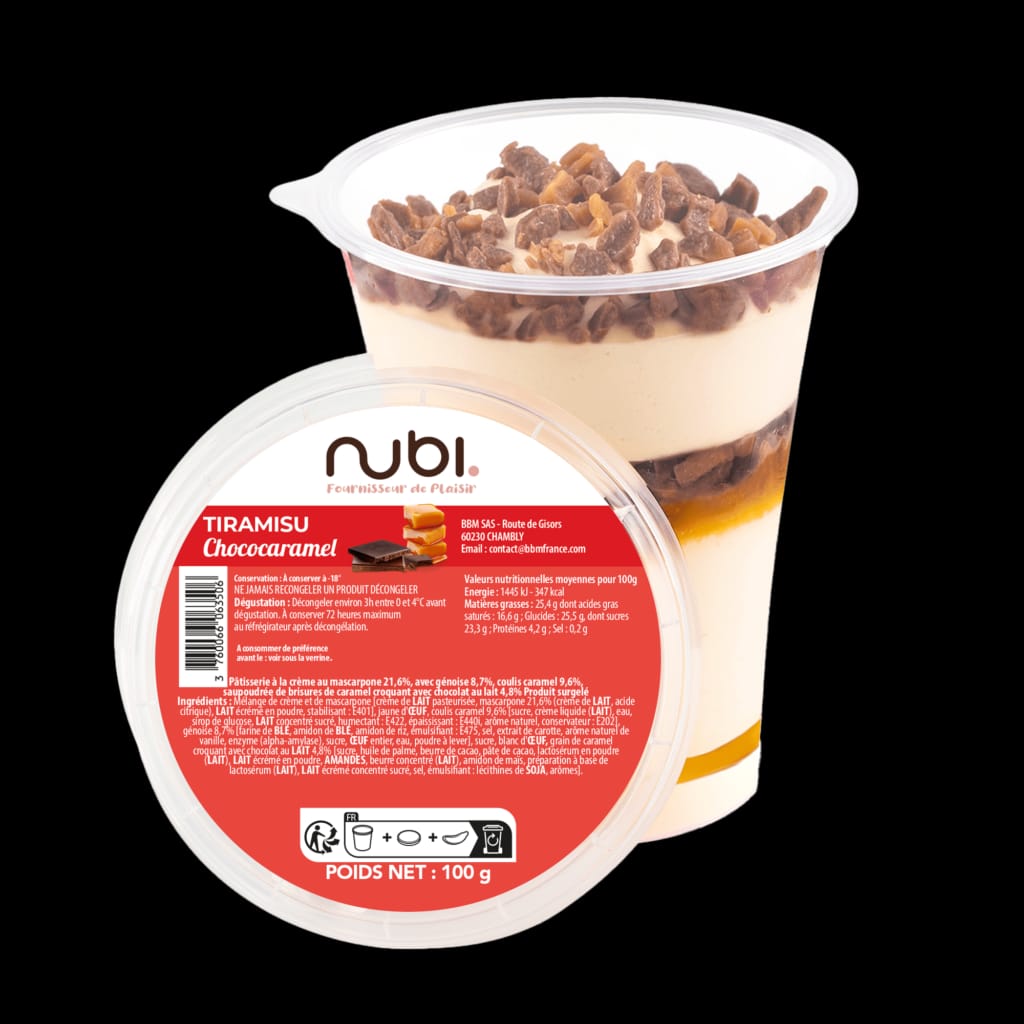 nubi.
Fournisseur de Plaisir
TIRAMISU
Chococaramel
BBM SAS - Route de Gisors
60230 CHAMBLY
Email : contact@bbmfrance.com
Conservation : À conserver à -18°
NE JAMAIS RECONGELER UN PRODUIT DÉCONGELER
Dégustation : Décongeler environ 3h entre 0 et 4°C avant
dégustation. À conserver 72 heures maximum
au réfrigérateur après décongélation.
A consommer de préférence
avant le : voir sous la verrine.
Valeurs nutritionnelles moyennes pour 100g
Energie : 1445 kJ - 347 kcal
Matières grasses : 25,4 g dont acides gras
saturés : 16,6 g ; Glucides : 25,5 g, dont sucres
23,3 g ; Protéines 4,2 g ; Sel : 0,2 g
3 760066 063506
Pâtisserie à la crème au mascarpone 21,6%, avec génoise 8,7%, coulis caramel 9,6%,
saupoudrée de brisures de caramel croquant avec chocolat au lait 4,8% Produit surgelé
Ingrédients : Mélange de crème et de mascarpone [crème de LAIT pasteurisée, mascarpone 21,6% (crème de LAIT, acide
citrique), LAIT écrémé en poudre, stabilisant : E401], jaune d'ŒUF, coulis caramel 9,6% [sucre, crème liquide (LAIT), eau,
sirop de glucose, LAIT concentré sucré, humectant : E422, épaississant : E440i, arôme naturel, conservateur : E202],
génoise 8,7% [farine de BLÉ, amidon de BLÉ, amidon de riz, émulsifiant : E475, sel, extrait de carotte, arôme naturel de
vanille, enzyme (alpha-amylase), sucre, ŒUF entier, eau, poudre à lever], sucre, blanc d'ŒUF, grain de caramel
croquant avec chocolat au LAIT 4,8% [sucre, huile de palme, beurre de cacao, pâte de cacao, lactosérum en poudre
(LAIT), LAIT écrémé en poudre, AMANDES, beurre concentré (LAIT), amidon de maïs, préparation à base de
lactosérum (LAIT), LAIT écrémé concentré sucré, sel, émulsifiant : lécithines de SOJA, arômes].
FR
+ +
POIDS NET : 100 g